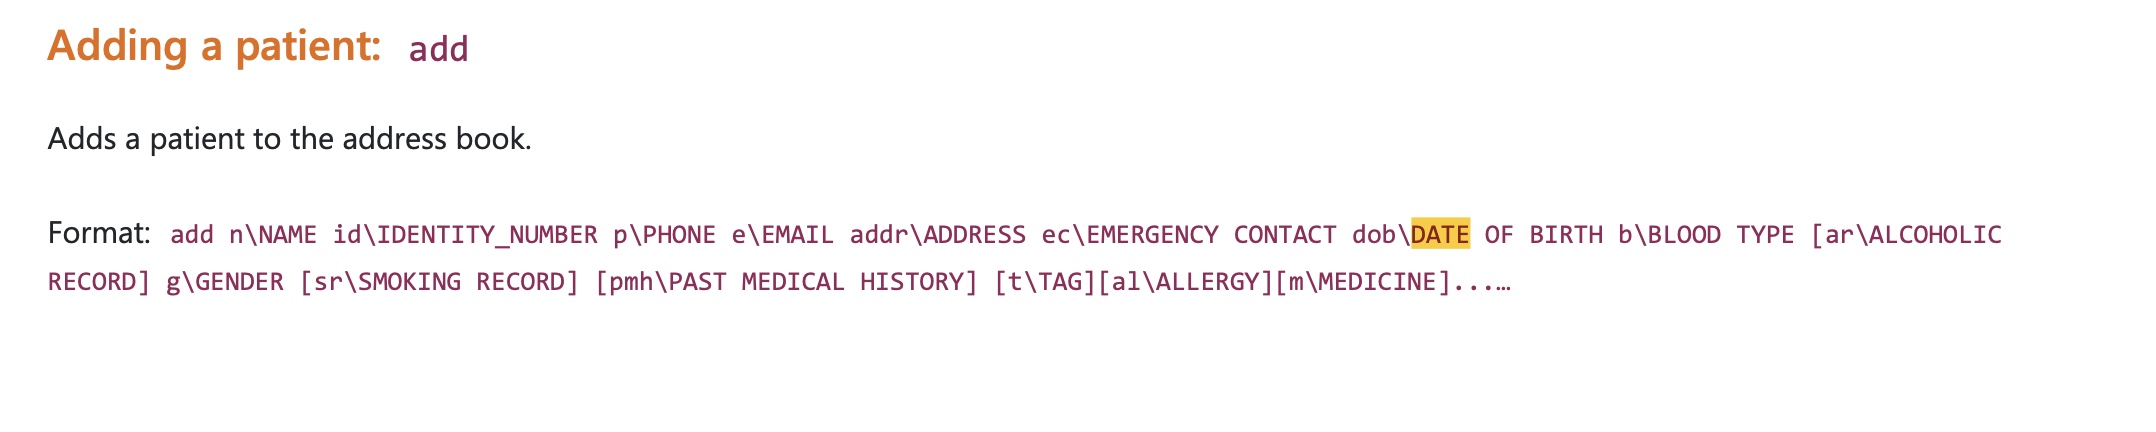 Adding a patient: add
Adds a patient to the address book.
Format: add n\NAME id\IDENTITY_NUMBER p\PHONE e\EMAIL addr\ADDRESS ec\EMERGENCY CONTACT dob\DATE OF BIRTH b\BLOOD TYPE [ar\ALCOHOLIC
RECORD] g\GENDER [sr\SMOKING RECORD] [pmh\PAST MEDICAL HISTORY] [t\TAG][al\ALLERGY][m\MEDICINE]...…